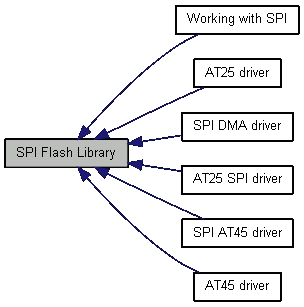 Working with SPI
AT25 driver
SPI DMA driver
SPI Flash Library
AT25 SPI driver
SPI AT45 driver
AT45 driver